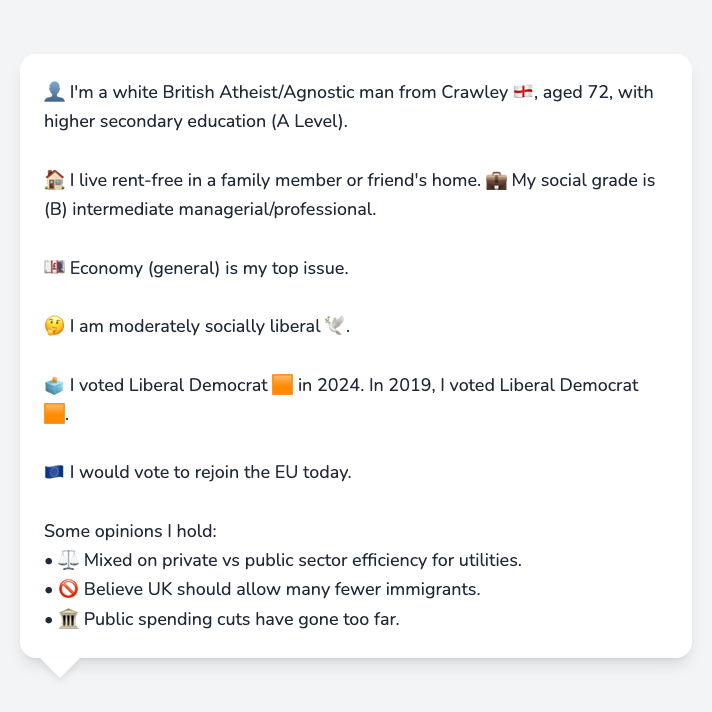 👤 I'm a white British Atheist/Agnostic man from Crawley 🏴󠁧󠁢󠁥󠁮󠁧󠁿, aged 72, with
higher secondary education (A Level).
🏠 I live rent-free in a family member or friend's home. 💼 My social grade is
(B) intermediate managerial/professional.
💷 Economy (general) is my top issue.
🤔 I am moderately socially liberal 🕊️.
🗳️ I voted Liberal Democrat 🟧 in 2024. In 2019, I voted Liberal Democrat
🟧.
🇪🇺 I would vote to rejoin the EU today.
Some opinions I hold:
• ⚖️ Mixed on private vs public sector efficiency for utilities.
• 🚫 Believe UK should allow many fewer immigrants.
• 🏛️ Public spending cuts have gone too far.